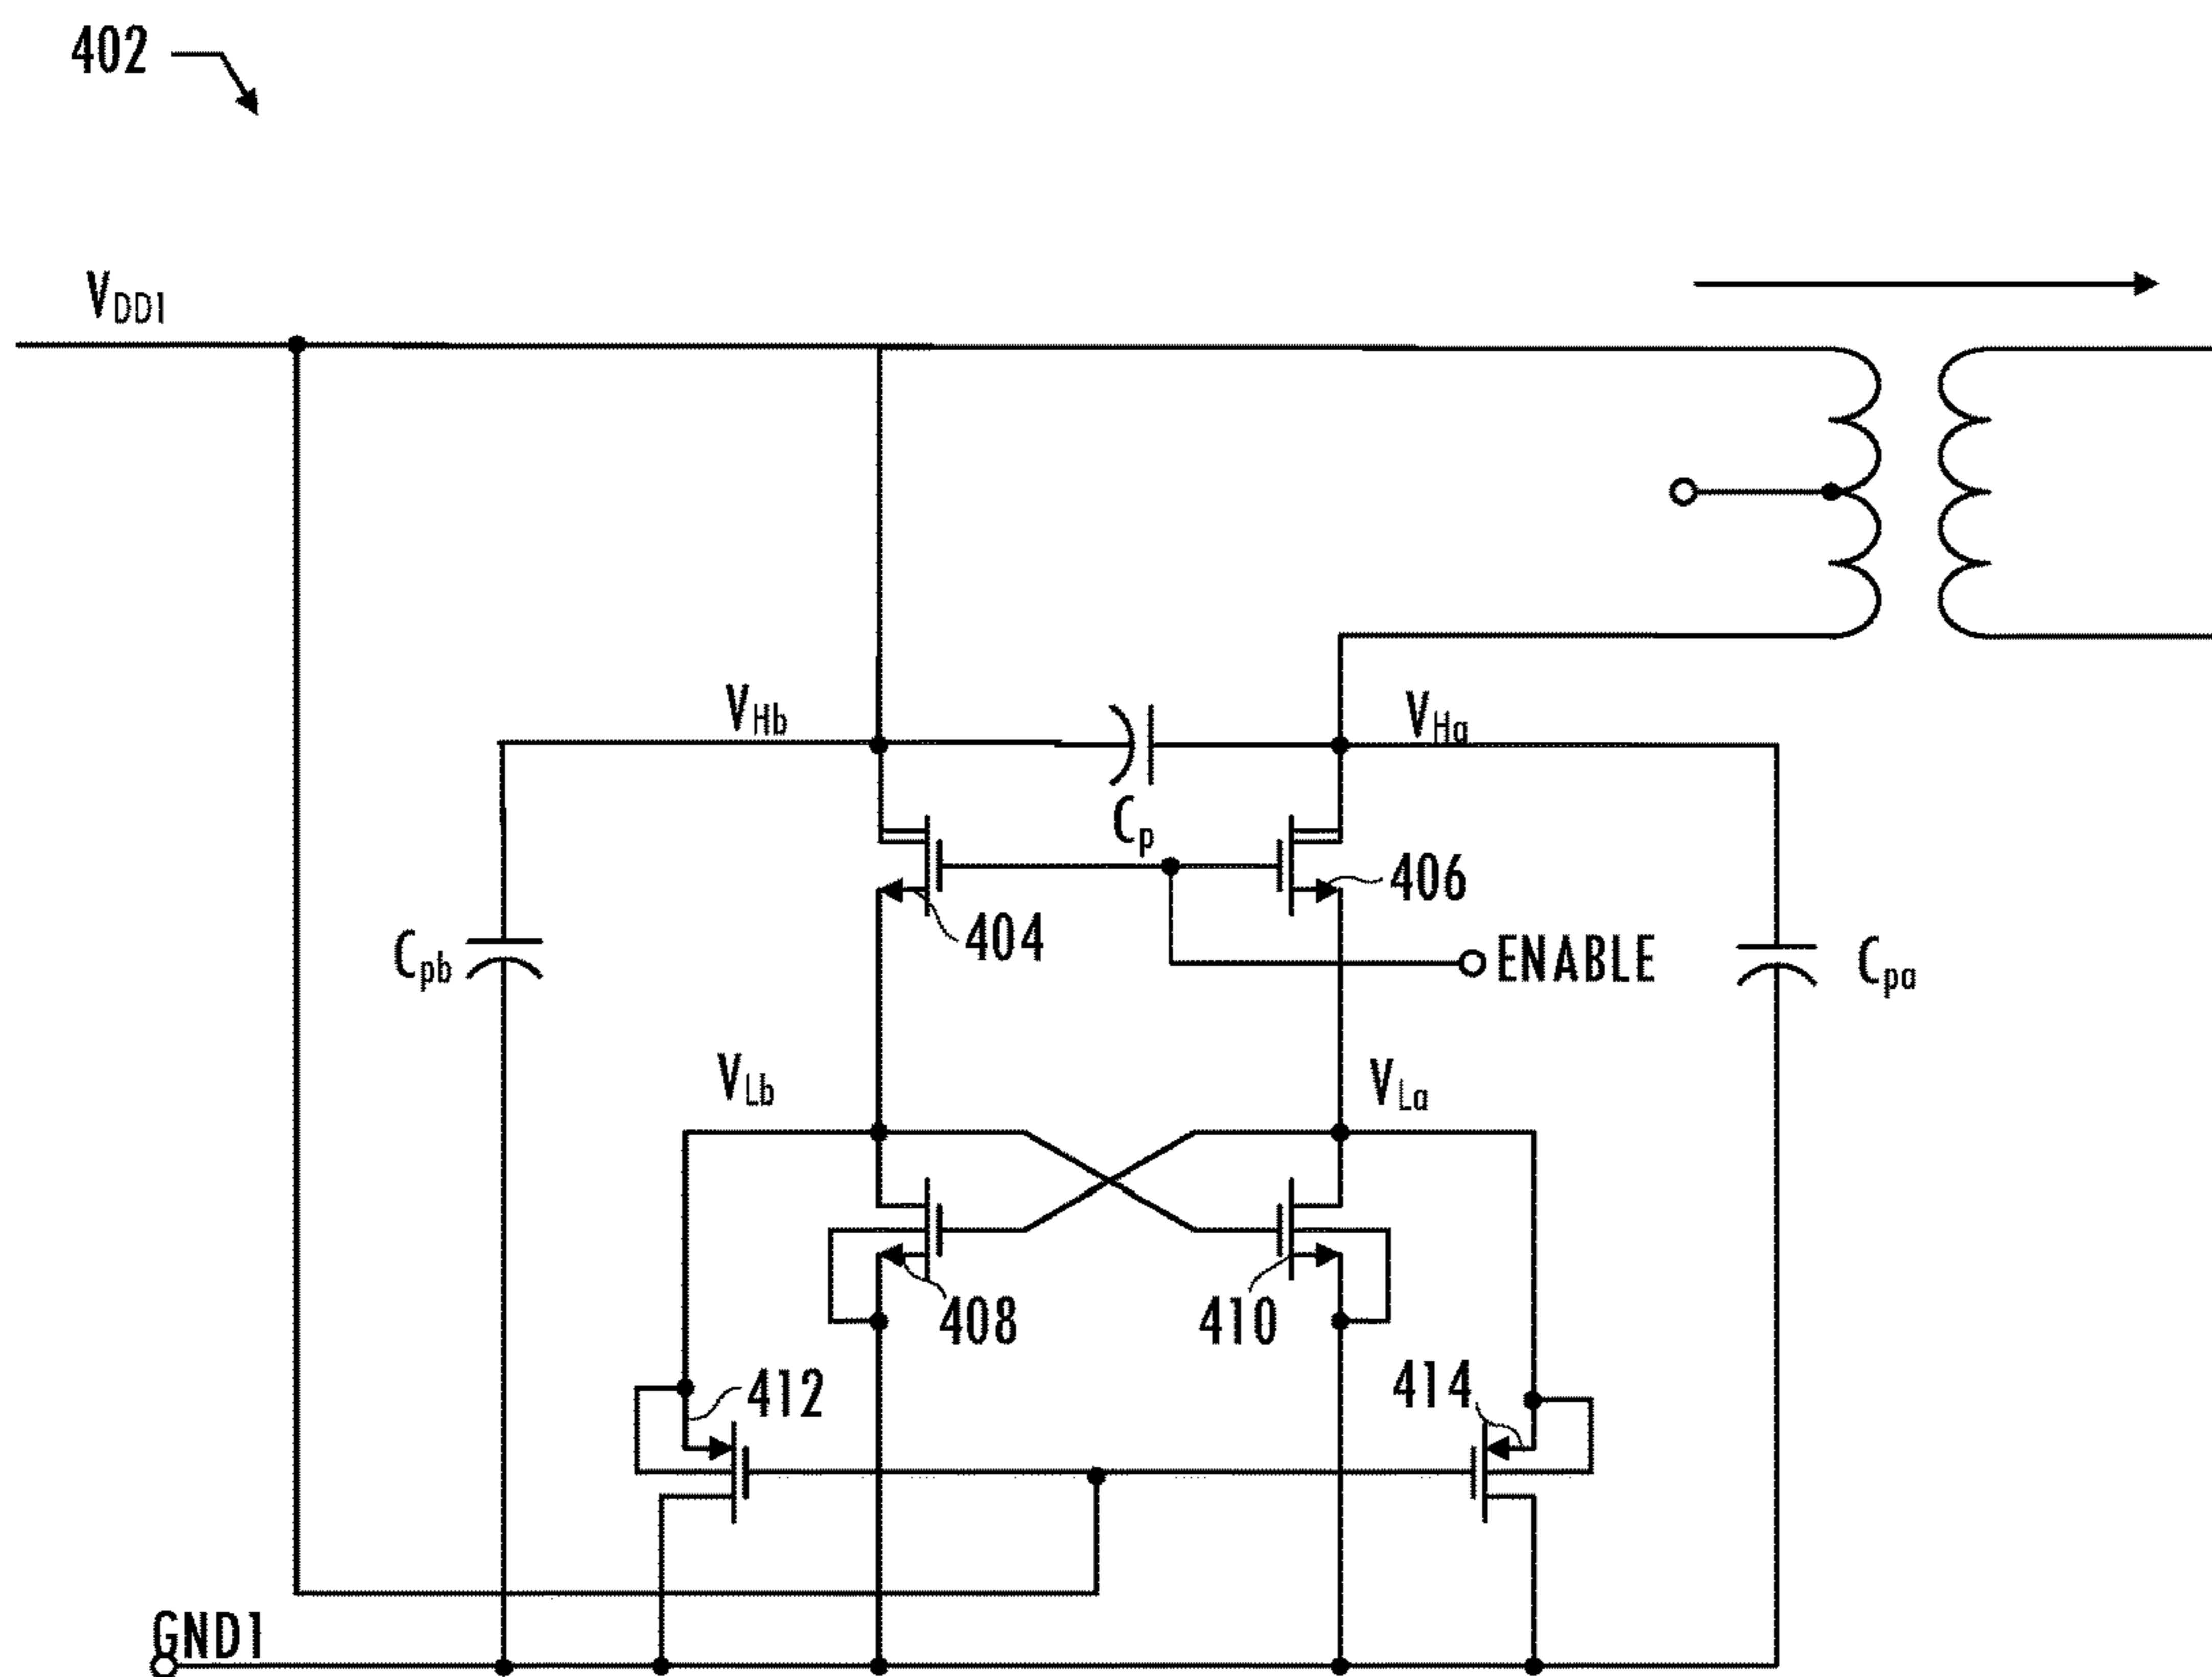 402
VDD1
VHb
VHa
Cp
406
404
Cpb
ENABLE
Cpa
VLb
VLa
408
410
412
414
GND1